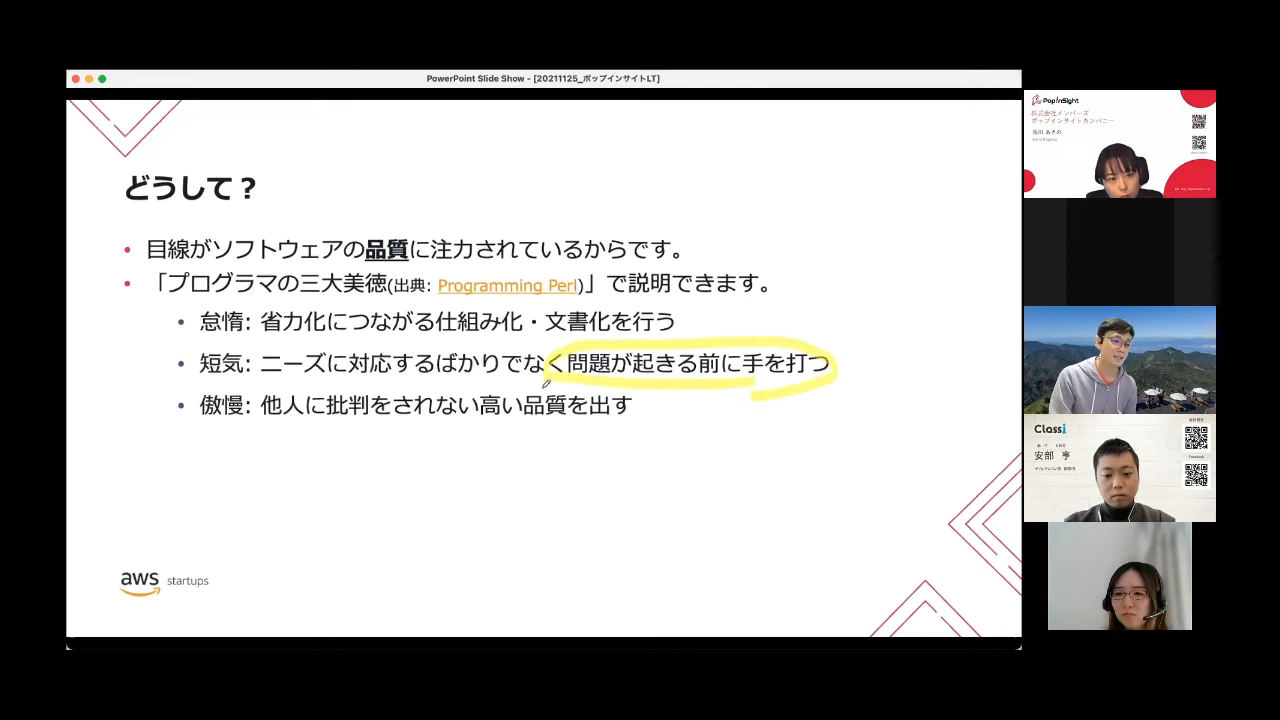 PowerPoint Slide Show - [20211125_ポップインサイトLT]
どうして？
• 目線がソフトウェアの品質に注力されているからです。
• 「プログラマの三大美徳(出典: Programming Perl)」で説明できます。
• 怠惰: 省力化につながる仕組み化・文書化を行う
• 短気: ニーズに対応するばかりでなく問題が起きる前に手を打つ
• 傲慢: 他人に批判をされない高い品質を出す
aws startups
PopInSight
株式会社メンバーズ
ポップインサイトカンパニー
Classi
安部 亨
Facebook